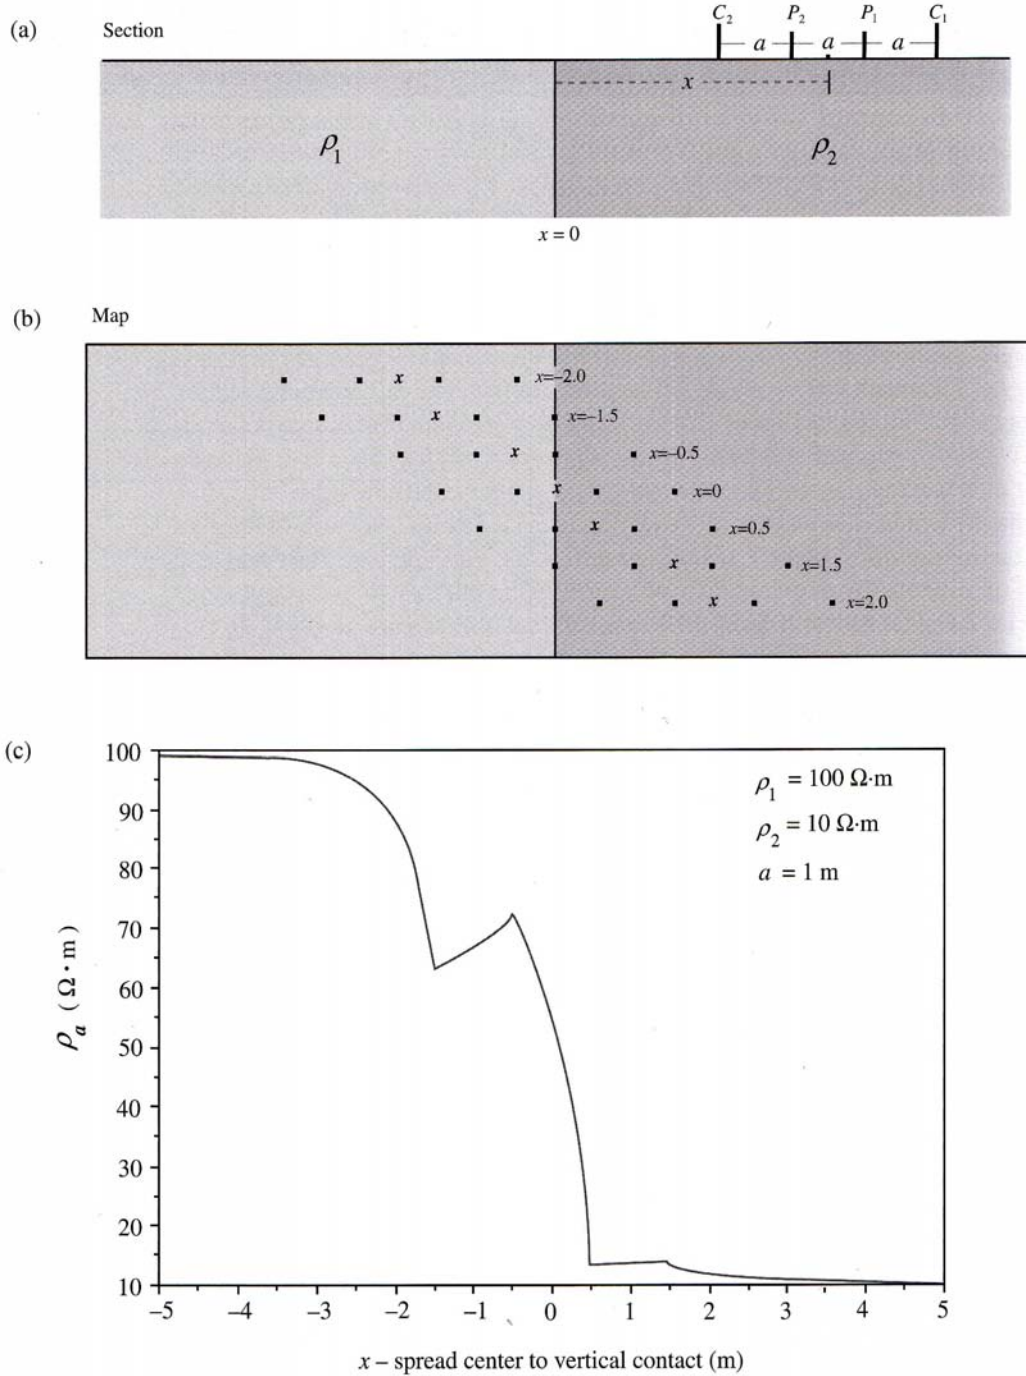 (a)
Section
C₂ P₂ P₁ C₁
a a a
x
ρ₁
ρ₂
x = 0
(b)
Map
x
x=–2.0
x
x=–1.5
x
x=–0.5
x
x=0
x
x=0.5
x
x=1.5
x
x=2.0
(c)
100
90
80
70
60
50
40
30
20
10
ρₐ (Ω•m)
ρ₁ = 100 Ω·m
ρ₂ = 10 Ω·m
a = 1 m
–5 –4 –3 –2 –1 0 1 2 3 4 5
x – spread center to vertical contact (m)